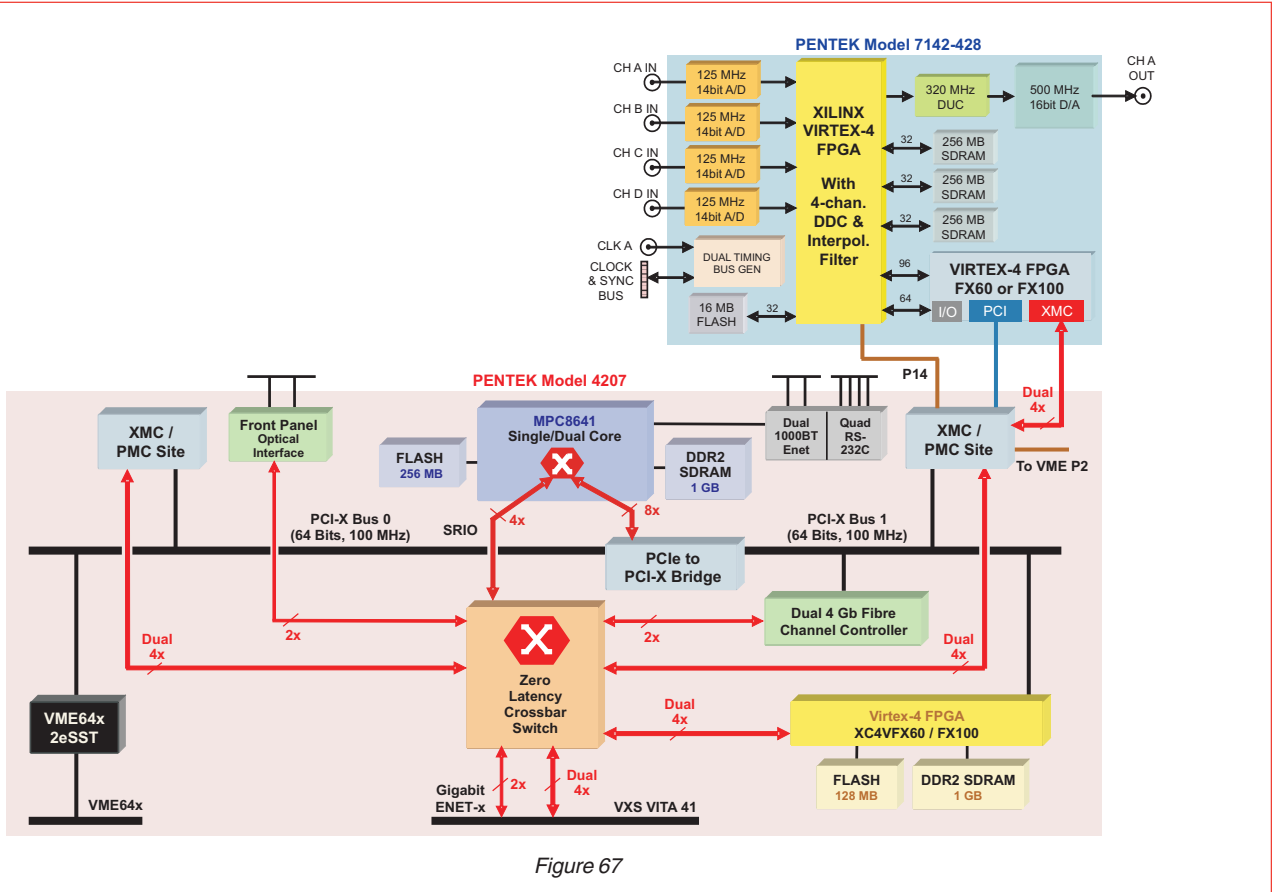 PENTEK Model 7142-428
CH A IN
125 MHz
14bit A/D
CH B IN
125 MHz
14bit A/D
CH C IN
125 MHz
14bit A/D
CH D IN
125 MHz
14bit A/D
CLK A
CLOCK
& SYNC
BUS
DUAL TIMING
BUS GEN
16 MB
FLASH
32
XILINX
VIRTEX-4
FPGA
With
4-chan.
DDC &
Interpol.
Filter
320 MHz
DUC
500 MHz
16bit D/A
CH A
OUT
32
256 MB
SDRAM
32
256 MB
SDRAM
32
256 MB
SDRAM
96
64
VIRTEX-4 FPGA
FX60 or FX100
I/O
PCI
XMC
P14
Dual
4x
PENTEK Model 4207
XMC /
PMC Site
Front Panel
Optical
Interface
FLASH
256 MB
MPC8641
Single/Dual Core
DDR2
SDRAM
1 GB
Dual
1000BT
Enet
Quad
RS-
232C
XMC /
PMC Site
To VME P2
PCI-X Bus 0
(64 Bits, 100 MHz)
SRIO
4x
8x
PCI-X Bus 1
(64 Bits, 100 MHz)
PCIe to
PCI-X Bridge
2x
2x
Dual 4 Gb Fibre
Channel Controller
Dual
4x
Dual
4x
Zero
Latency
Crossbar
Switch
VME64x
2eSST
Dual
4x
Virtex-4 FPGA
XC4VFX60 / FX100
FLASH
128 MB
DDR2 SDRAM
1 GB
Gigabit
ENET-x
2x
Dual
4x
VME64x
VXS VITA 41
Figure 67